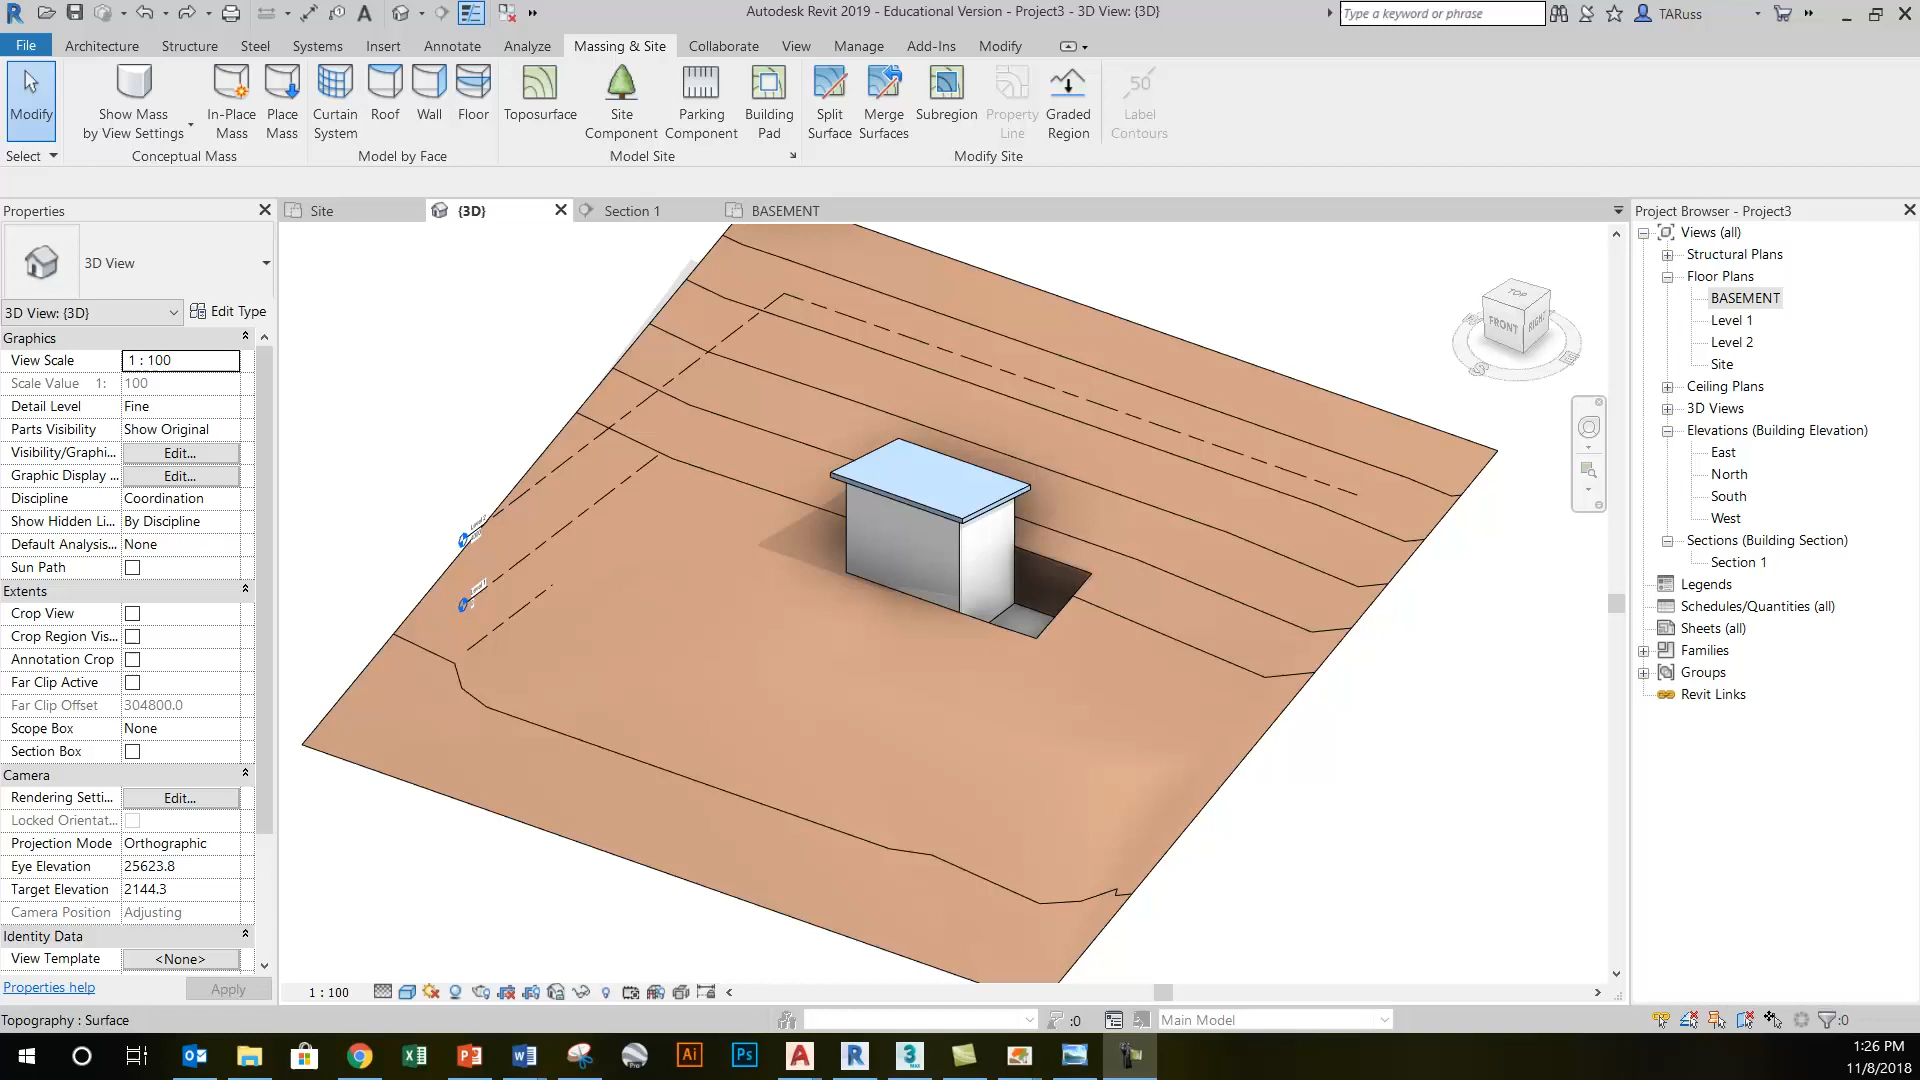 Autodesk Revit 2019 - Educational Version - Project3 - 3D View: {3D}
Type a keyword or phrase
TARuss
File
Architecture
Structure
Steel
Systems
Insert
Annotate
Analyze
Massing & Site
Collaborate
View
Manage
Add-Ins
Modify
Modify
Show Mass
by View Settings
In-Place
Mass
Place
Mass
Curtain
System
Roof
Wall
Floor
Toposurface
Site
Component
Parking
Component
Building
Pad
Split
Surface
Merge
Surfaces
Subregion
Property
Line
Graded
Region
50
Label
Contours
Select
Conceptual Mass
Model by Face
Model Site
Modify Site
Properties
3D View
3D View: {3D}
Edit Type
Graphics
View Scale
1 : 100
Scale Value 1:
100
Detail Level
Fine
Parts Visibility
Show Original
Visibility/Graphi...
Edit...
Graphic Display ...
Edit...
Discipline
Coordination
Show Hidden Li...
By Discipline
Default Analysis...
None
Sun Path
Extents
Crop View
Crop Region Vis...
Annotation Crop
Far Clip Active
Far Clip Offset
304800.0
Scope Box
None
Section Box
Camera
Rendering Setti...
Edit...
Locked Orientat...
Projection Mode
Orthographic
Eye Elevation
25623.8
Target Elevation
2144.3
Camera Position
Adjusting
Identity Data
View Template
<None>
Properties help
Apply
Site
{3D}
Section 1
BASEMENT
TOP
FRONT
RIGHT
S
E
1 : 100
Project Browser - Project3
Views (all)
Structural Plans
Floor Plans
BASEMENT
Level 1
Level 2
Site
Ceiling Plans
3D Views
Elevations (Building Elevation)
East
North
South
West
Sections (Building Section)
Section 1
Legends
Schedules/Quantities (all)
Sheets (all)
Families
Groups
Revit Links
Topography : Surface
:0
Main Model
:0
1:26 PM
11/8/2018